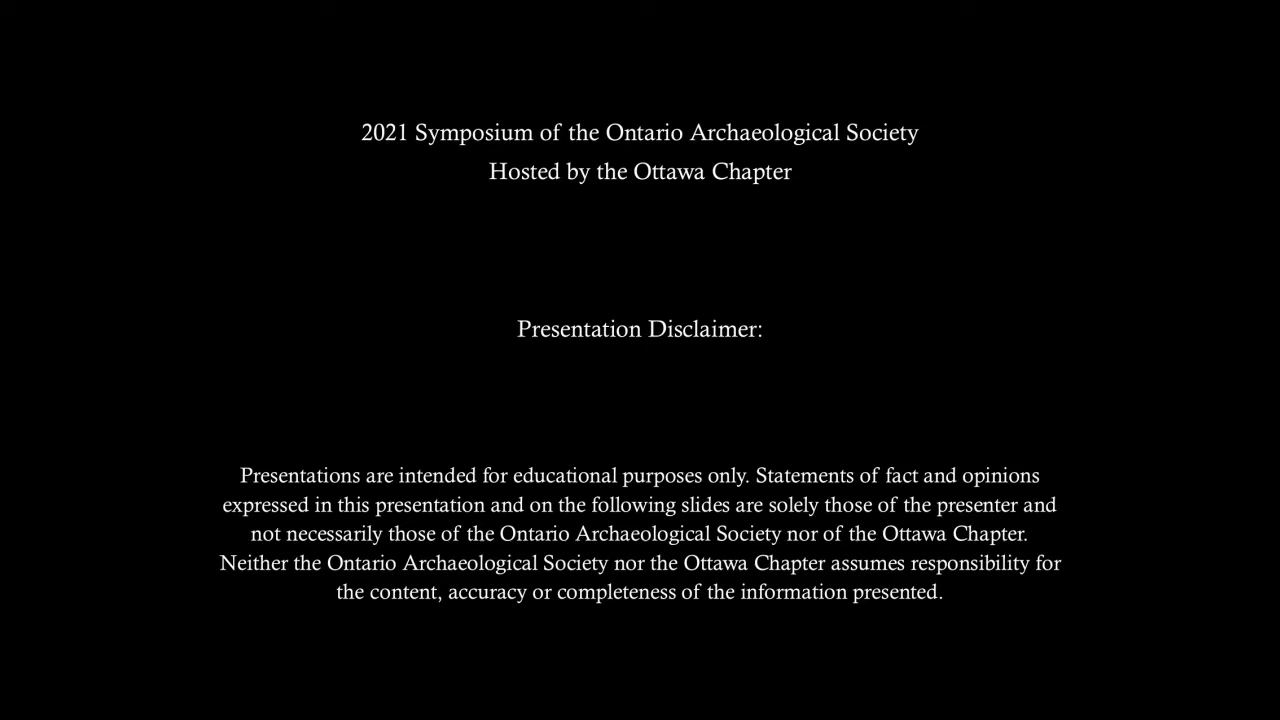 2021 Symposium of the Ontario Archaeological Society
Hosted by the Ottawa Chapter
Presentation Disclaimer:
Presentations are intended for educational purposes only. Statements of fact and opinions
expressed in this presentation and on the following slides are solely those of the presenter and
not necessarily those of the Ontario Archaeological Society nor of the Ottawa Chapter.
Neither the Ontario Archaeological Society nor the Ottawa Chapter assumes responsibility for
the content, accuracy or completeness of the information presented.